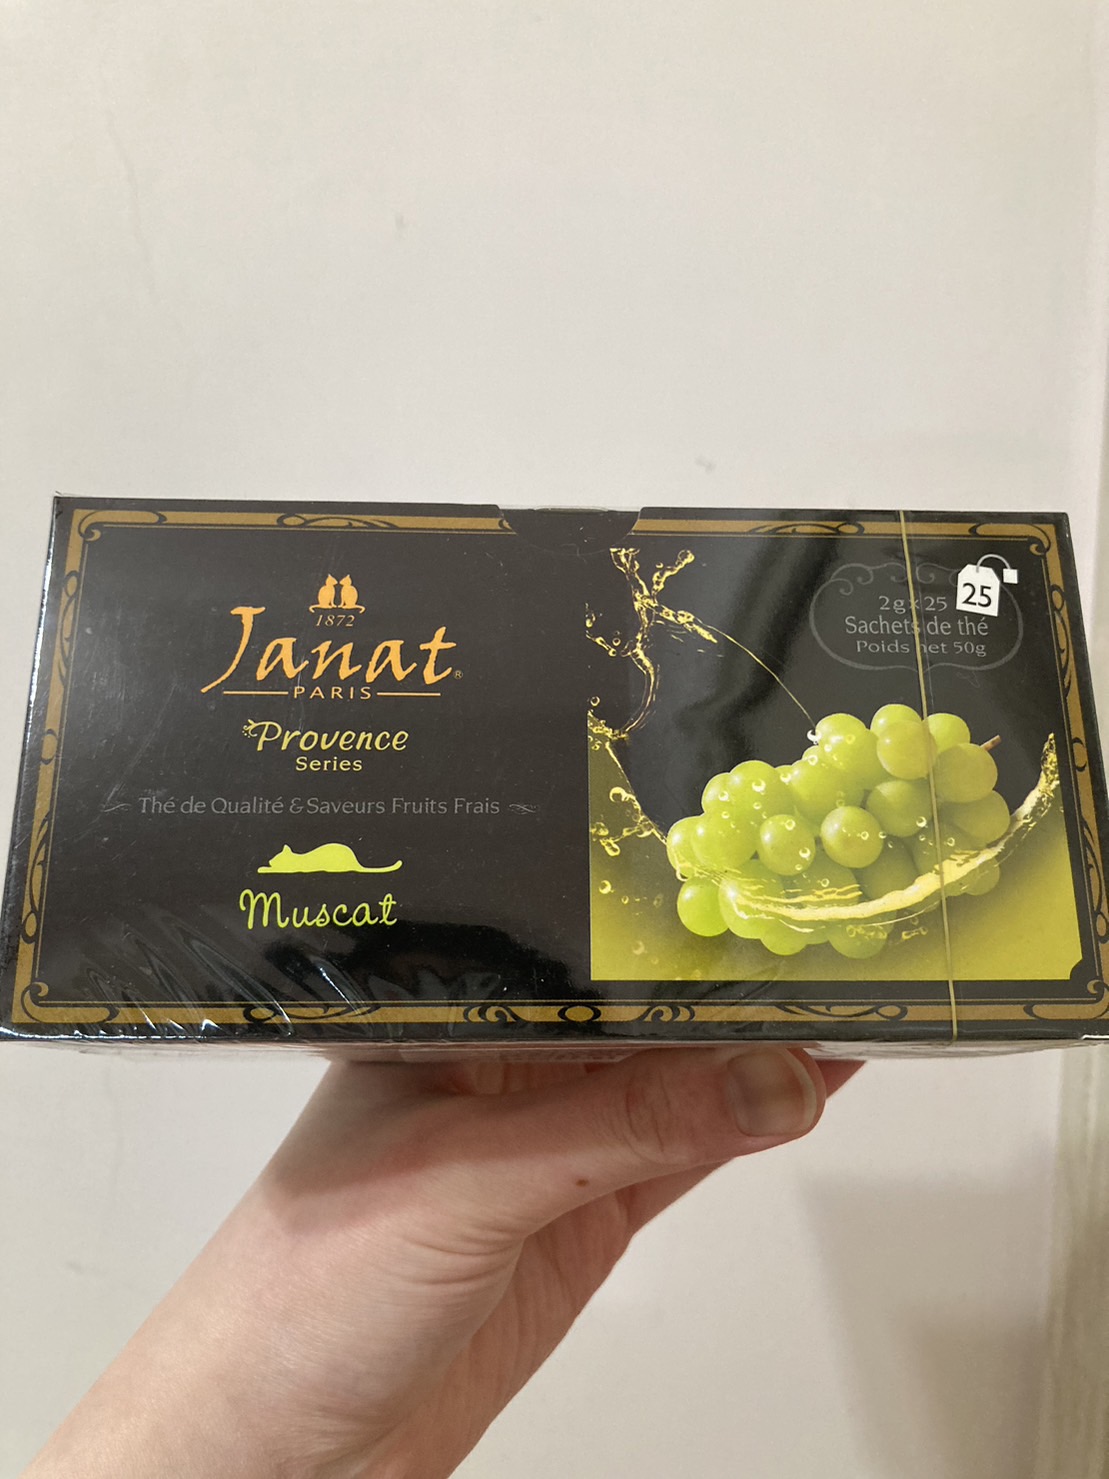 1872
Janat®
PARIS
Provence
Series
Thé de Qualité & Saveurs Fruits Frais
Muscat
25
2g x 25
Sachets de thé
Poids net 50g